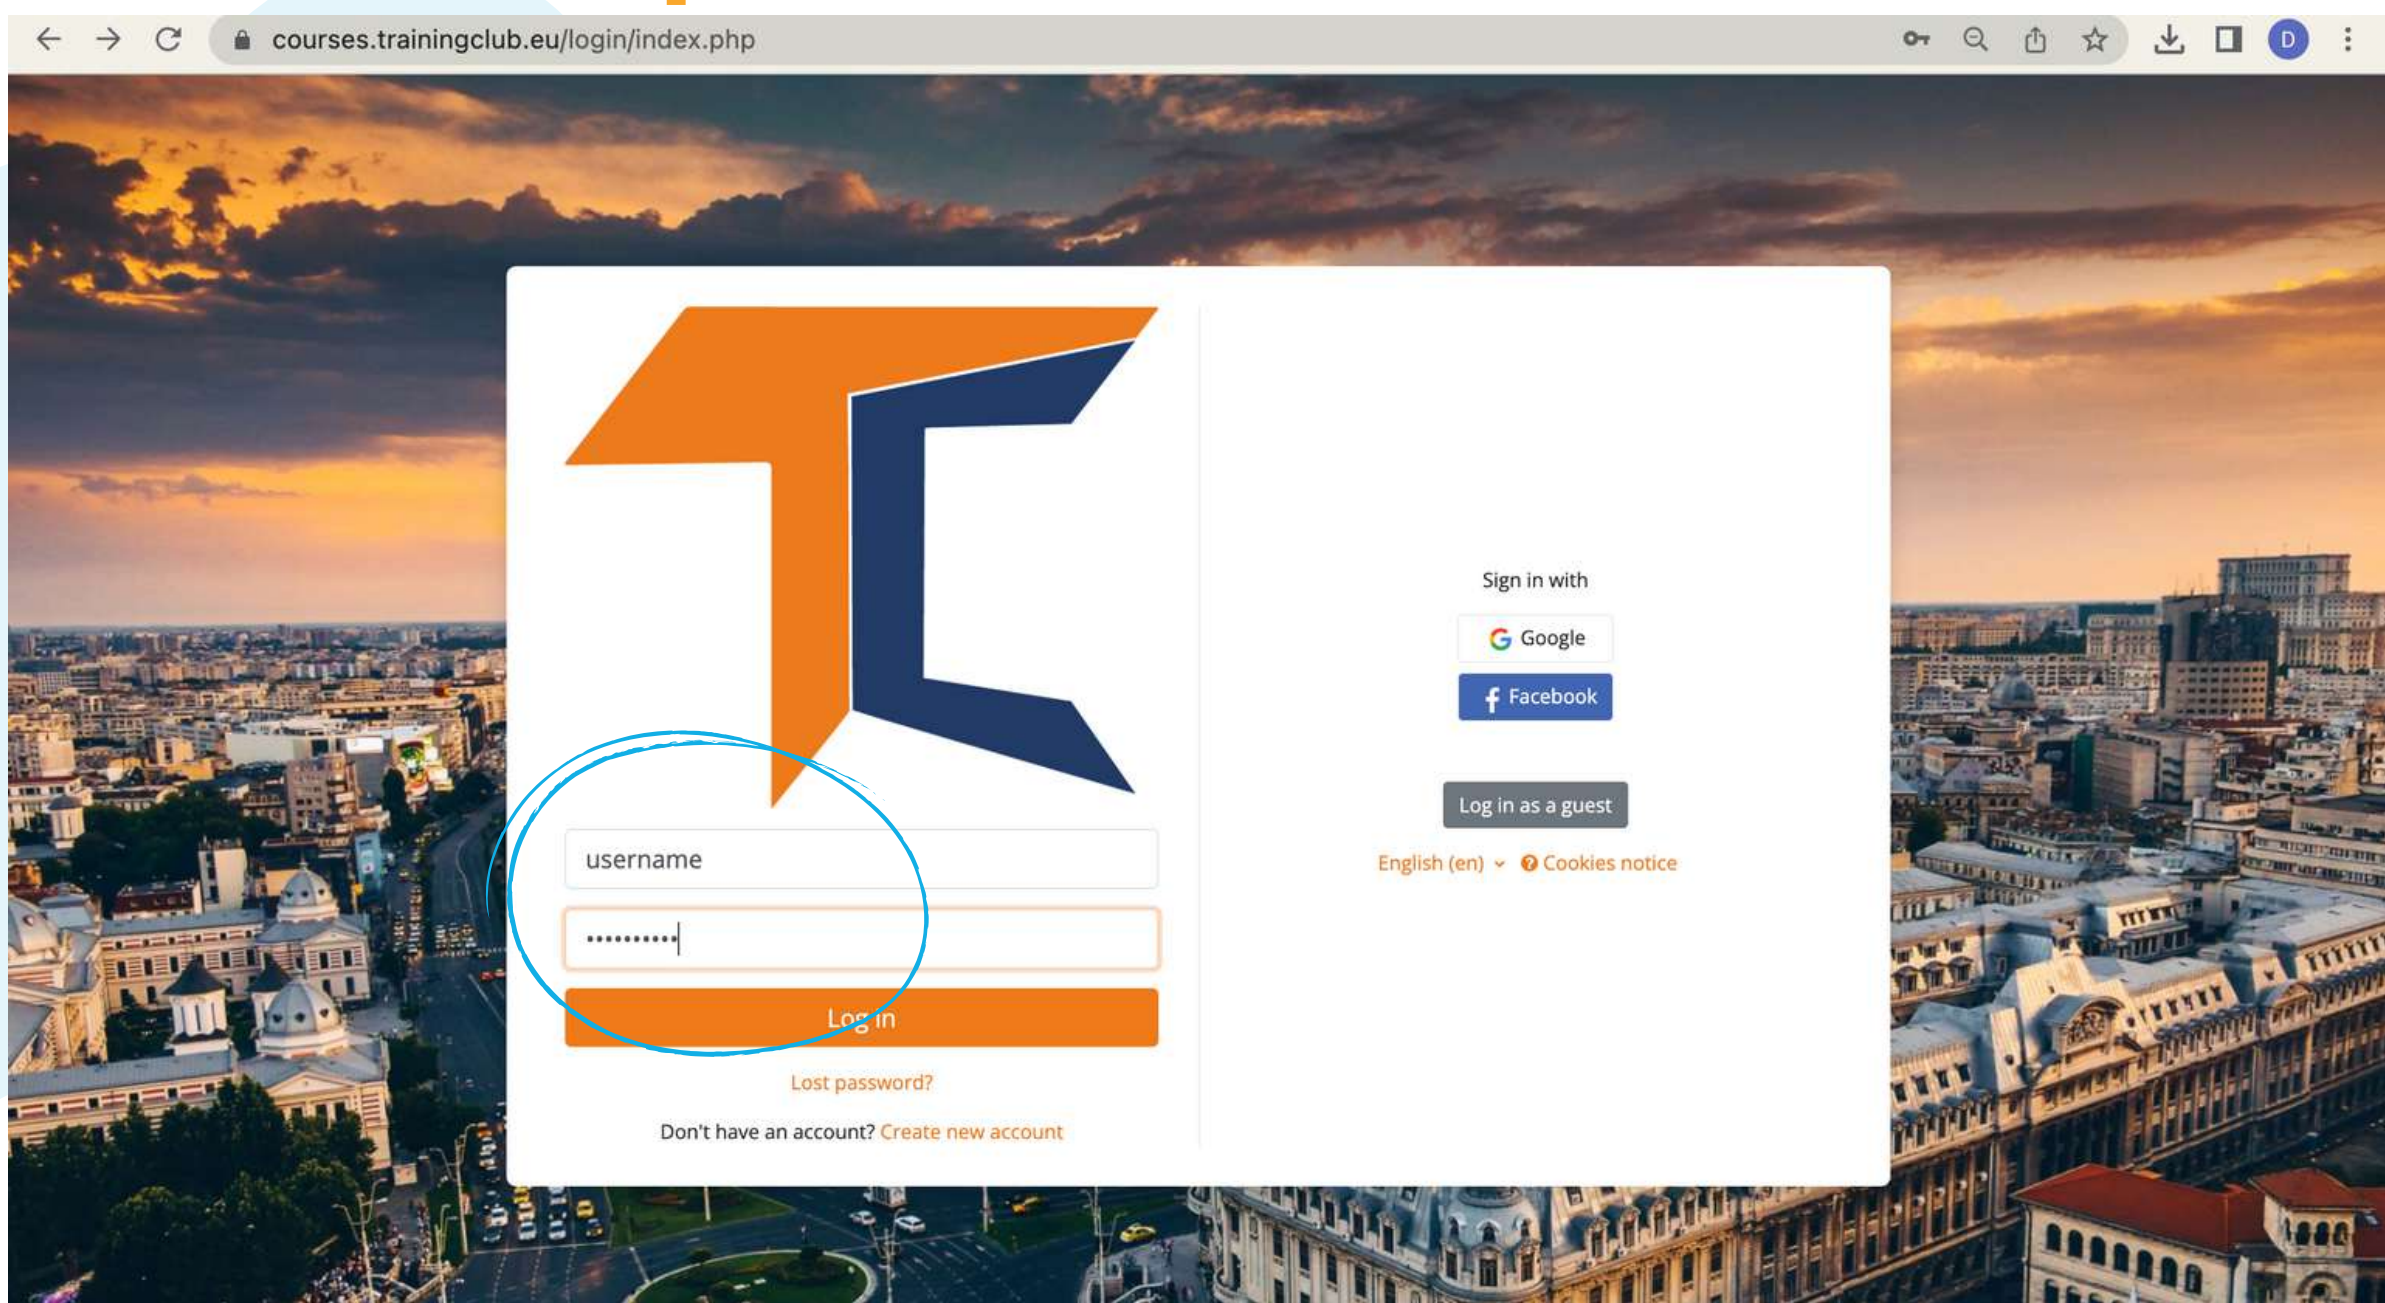 courses.trainingclub.eu/login/index.php
D
TC
username
••••••••••
Log in
Lost password?
Don't have an account? Create new account
Sign in with
Google
Facebook
Log in as a guest
English (en) Cookies notice